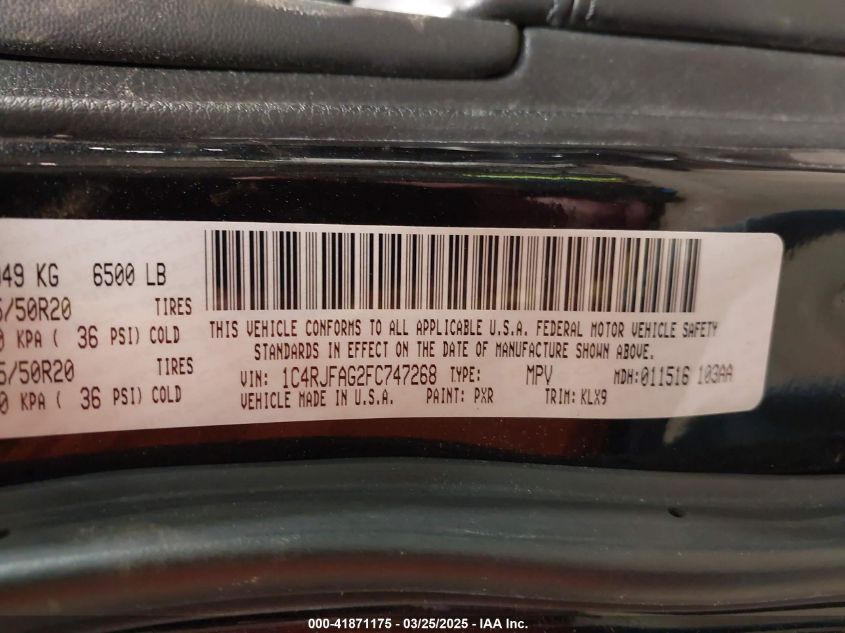 049 KG 6500 LB
5/50R20 TIRES
0 KPA ( 36 PSI) COLD
5/50R20 TIRES
0 KPA ( 36 PSI) COLD
THIS VEHICLE CONFORMS TO ALL APPLICABLE U.S.A. FEDERAL MOTOR VEHICLE SAFETY
STANDARDS IN EFFECT ON THE DATE OF MANUFACTURE SHOWN ABOVE.
VIN: 1C4RJFAG2FC747268 TYPE: MPV MDH:011516 103AA
VEHICLE MADE IN U.S.A. PAINT: PXR TRIM: KLX9
000-41871175 - 03/25/2025 - IAA Inc.